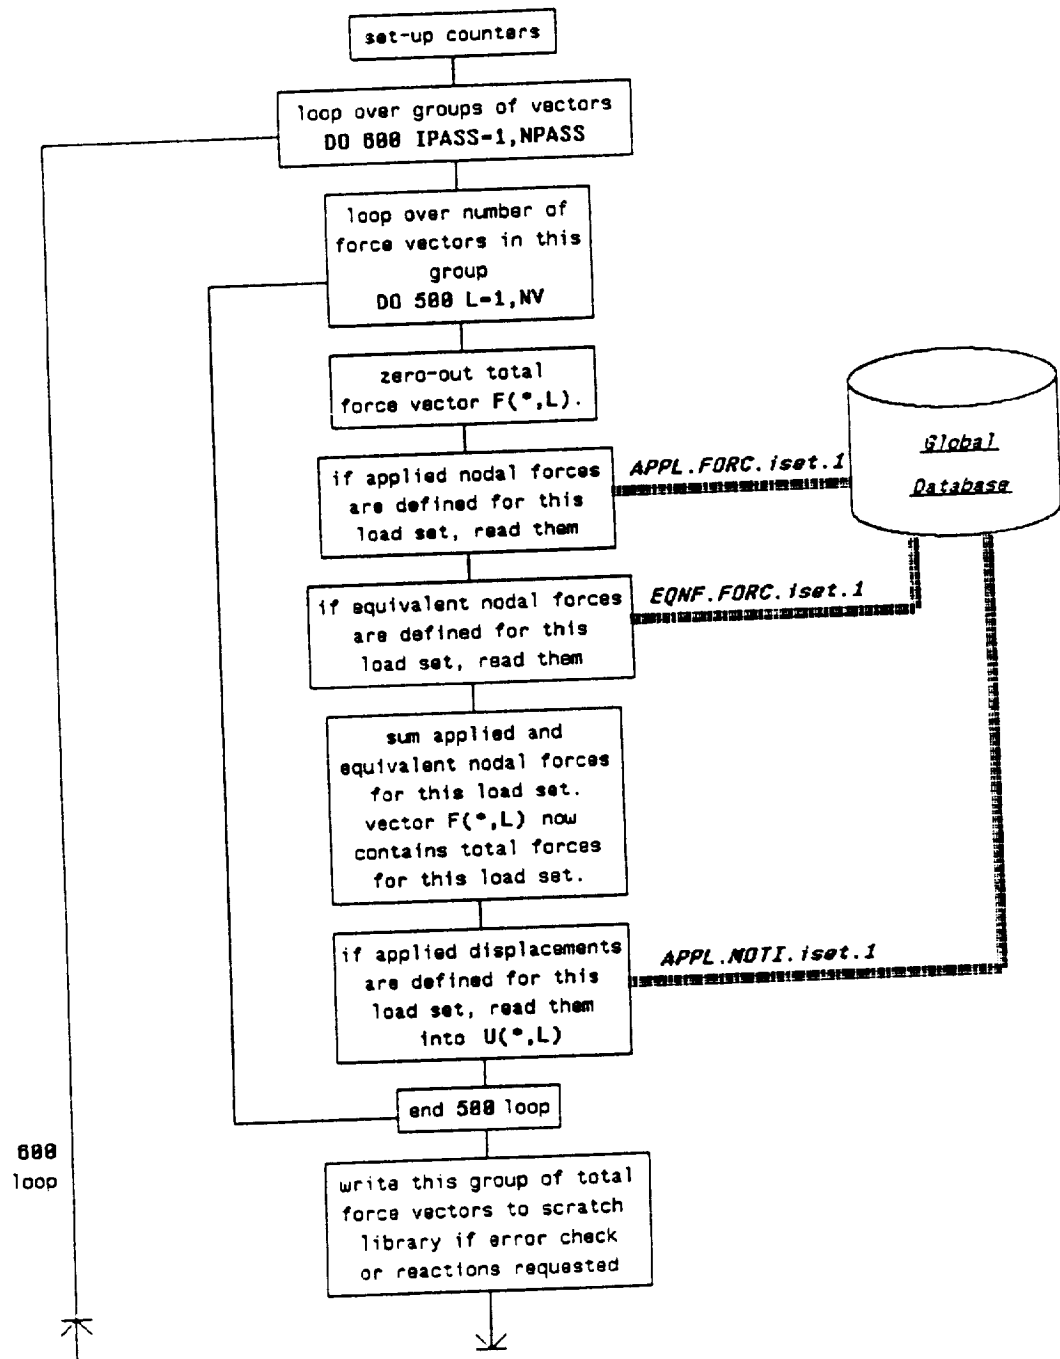 set-up counters
loop over groups of vectors
DO 600 IPASS=1,NPASS
loop over number of
force vectors in this
group
DO 500 L=1,NV
zero-out total
force vector F(*,L).
if applied nodal forces
are defined for this
load set, read them
APPL.FORC.iset.1
Global
Database
if equivalent nodal forces
are defined for this
load set, read them
EQNF.FORC.iset.1
sum applied and
equivalent nodal forces
for this load set.
vector F(*,L) now
contains total forces
for this load set.
if applied displacements
are defined for this
load set, read them
into U(*,L)
APPL.MOTI.iset.1
end 500 loop
600
loop
write this group of total
force vectors to scratch
library if error check
or reactions requested